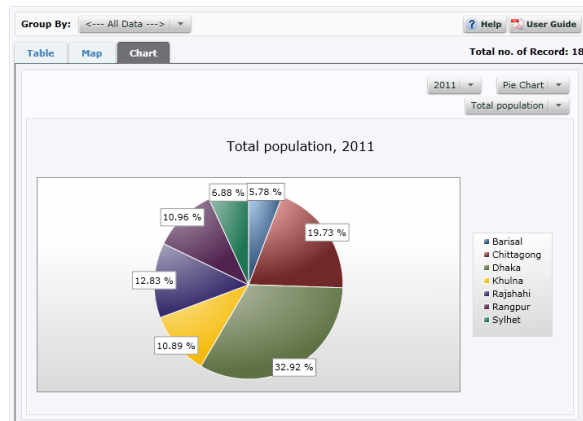 Group By: <--- All Data ---> Help User Guide
Table Map Chart Total no. of Record: 18
2011 Pie Chart
Total population
Total population, 2011
6.88 % 5.78 %
10.96 % 19.73 %
12.83 %
10.89 %
32.92 %
Barisal
Chittagong
Dhaka
Khulna
Rajshahi
Rangpur
Sylhet